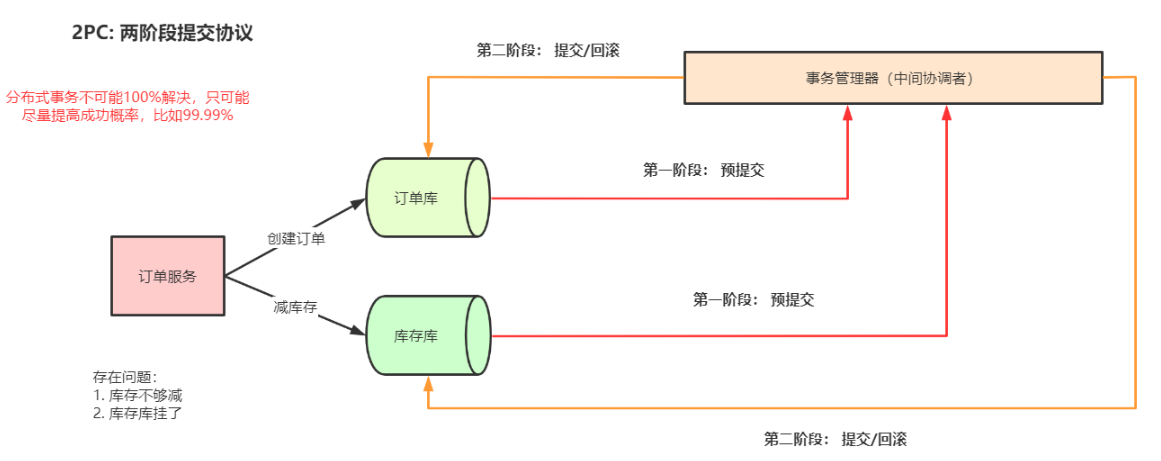 2PC: 两阶段提交协议
第二阶段： 提交/回滚
事务管理器（中间协调者）
分布式事务不可能100%解决，只可能
尽量提高成功概率，比如99.99%
第一阶段： 预提交
订单库
创建订单
订单服务
减库存
第一阶段： 预提交
库存库
存在问题：
1. 库存不够减
2. 库存库挂了
第二阶段： 提交/回滚